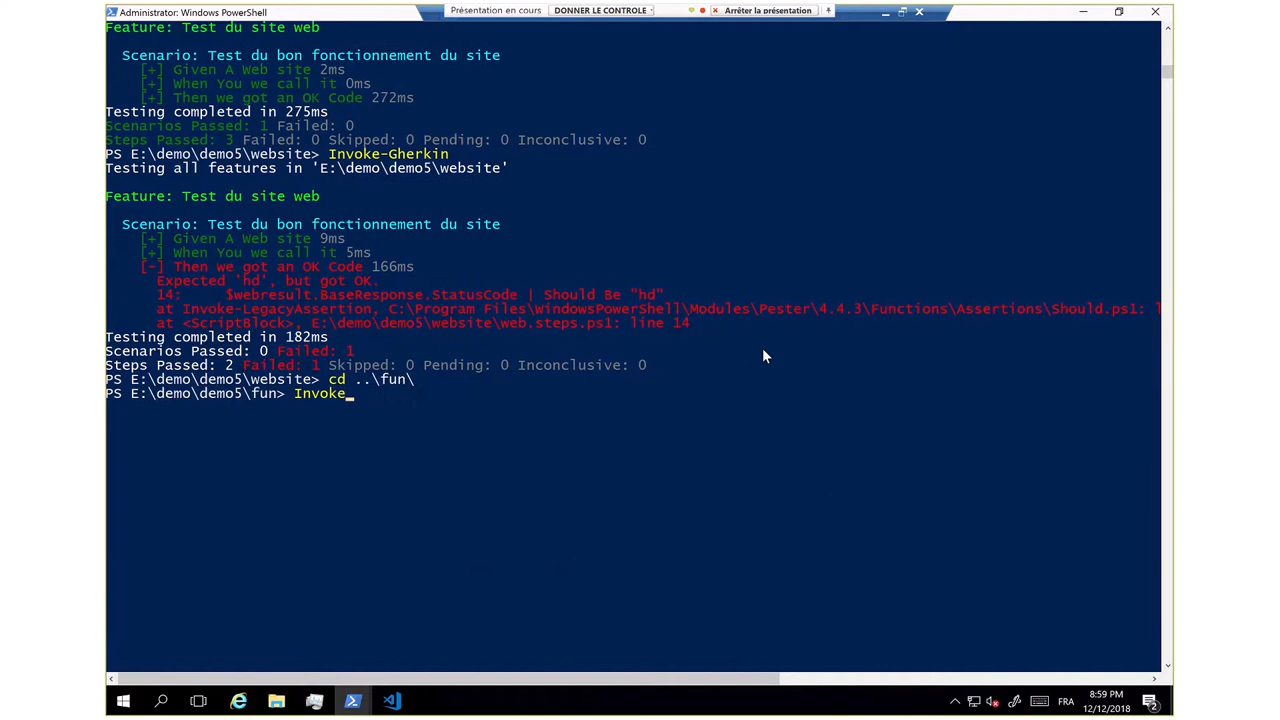 Administrator: Windows PowerShell
Présentation en cours DONNER LE CONTROLE Arrêter la présentation
Feature: Test du site web
Scenario: Test du bon fonctionnement du site
[+] Given A Web site 2ms
[+] When You we call it 0ms
[+] Then we got an OK Code 272ms
Testing completed in 275ms
Scenarios Passed: 1 Failed: 0
Steps Passed: 3 Failed: 0 Skipped: 0 Pending: 0 Inconclusive: 0
PS E:\demo\demo5\website> Invoke-Gherkin
Testing all features in 'E:\demo\demo5\website'
Feature: Test du site web
Scenario: Test du bon fonctionnement du site
[+] Given A Web site 9ms
[+] When You we call it 5ms
[-] Then we got an OK Code 166ms
Expected 'hd', but got OK.
14: $webresult.BaseResponse.StatusCode | Should Be "hd"
at Invoke-LegacyAssertion, C:\Program Files\WindowsPowerShell\Modules\Pester\4.4.3\Functions\Assertions\Should.ps1: l
at <ScriptBlock>, E:\demo\demo5\website\web.steps.ps1: line 14
Testing completed in 182ms
Scenarios Passed: 0 Failed: 1
Steps Passed: 2 Failed: 1 Skipped: 0 Pending: 0 Inconclusive: 0
PS E:\demo\demo5\website> cd ..\fun\
PS E:\demo\demo5\fun> Invoke_
FRA
8:59 PM
12/12/2018
2